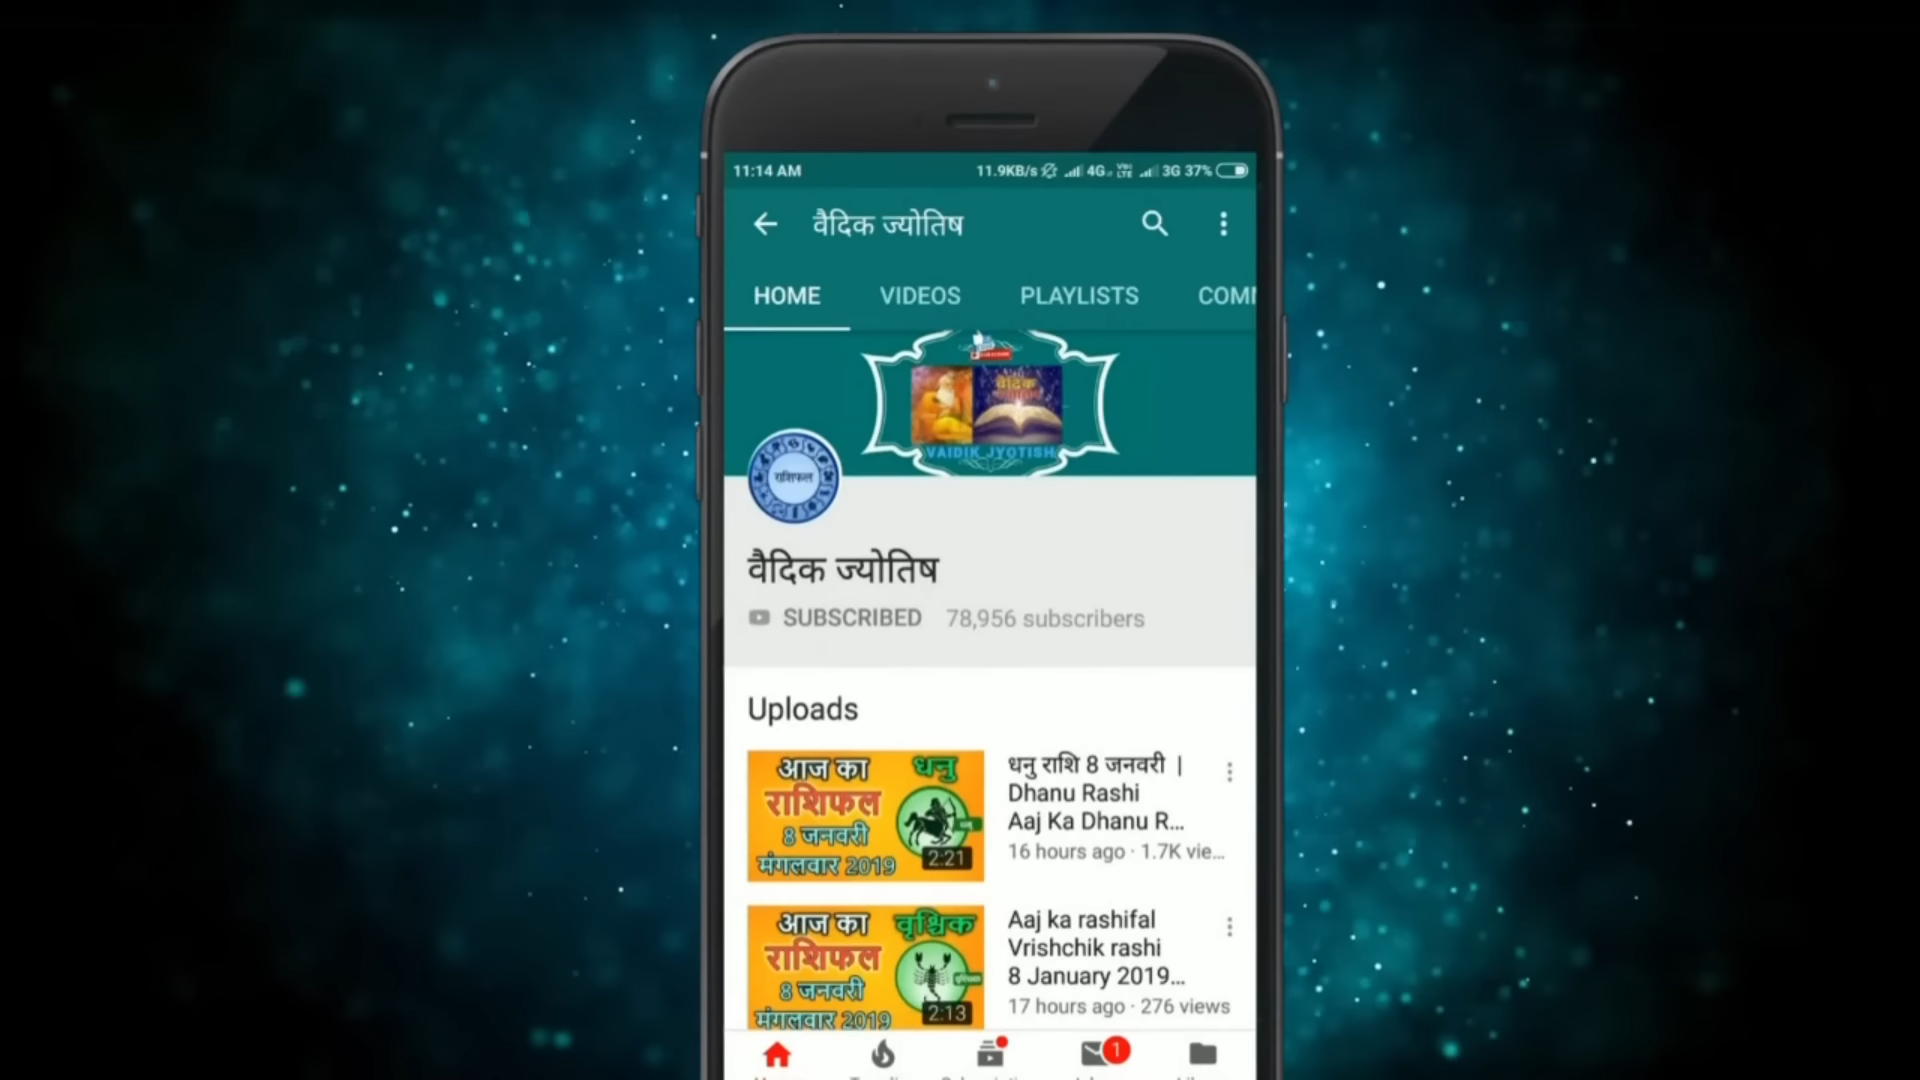 11:14 AM 11.9KB/s 4G VoLTE 3G 37%
वैदिक ज्योतिष
HOME VIDEOS PLAYLISTS COMM
वैदिक
VAIDIK JYOTISH
राशिफल
वैदिक ज्योतिष
SUBSCRIBED 78,956 subscribers
Uploads
आज का धनु
राशिफल
8 जनवरी
मंगलवार 2019
2:21
धनु राशि 8 जनवरी |
Dhanu Rashi
Aaj Ka Dhanu R...
16 hours ago · 1.7K vie...
आज का वृश्चिक
राशिफल
8 जनवरी
मंगलवार 2019
2:13
Aaj ka rashifal
Vrishchik rashi
8 January 2019...
17 hours ago · 276 views
1